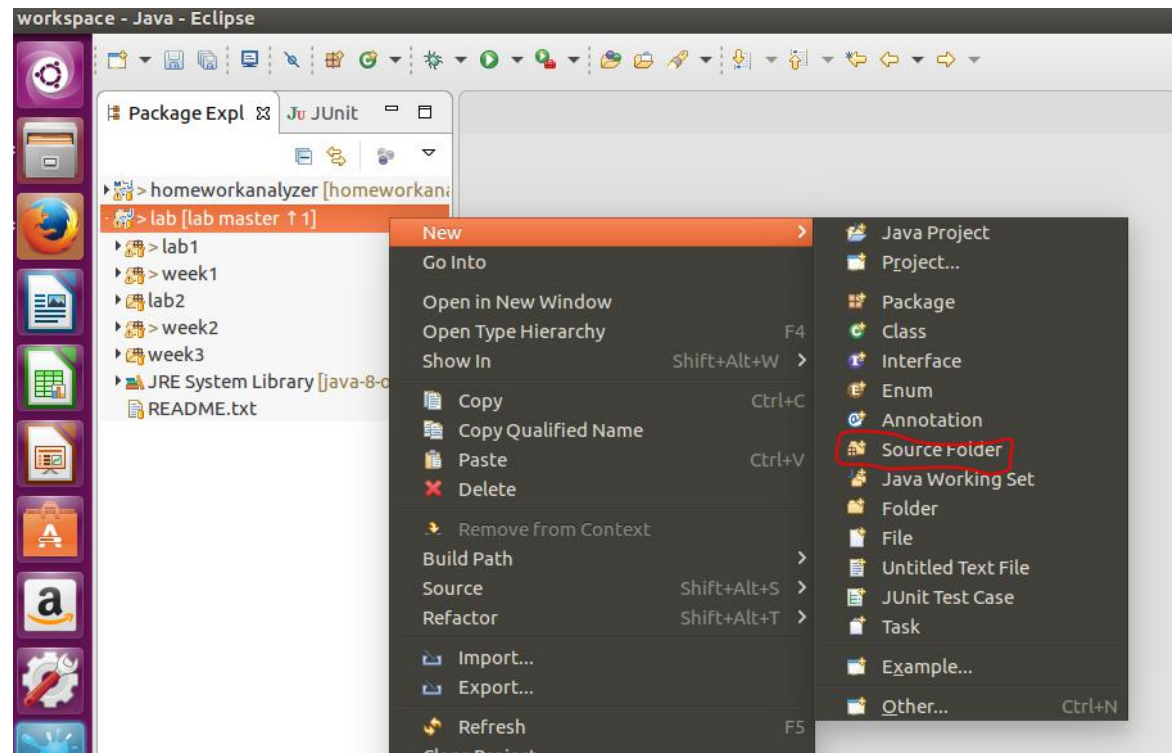 workspace - Java - Eclipse
Package Expl
JUnit
> homeworkanalyzer [homeworkana
> lab [lab master ↑ 1]
> lab1
> week1
lab2
> week2
week3
JRE System Library [java-8-o
README.txt
New
Go Into
Open in New Window
Open Type Hierarchy F4
Show In Shift+Alt+W
Copy Ctrl+C
Copy Qualified Name
Paste Ctrl+V
Delete
Remove from Context
Build Path
Source Shift+Alt+S
Refactor Shift+Alt+T
Import...
Export...
Refresh F5
Close Project
Java Project
Project...
Package
Class
Interface
Enum
Annotation
Source Folder
Java Working Set
Folder
File
Untitled Text File
JUnit Test Case
Task
Example...
Other... Ctrl+N